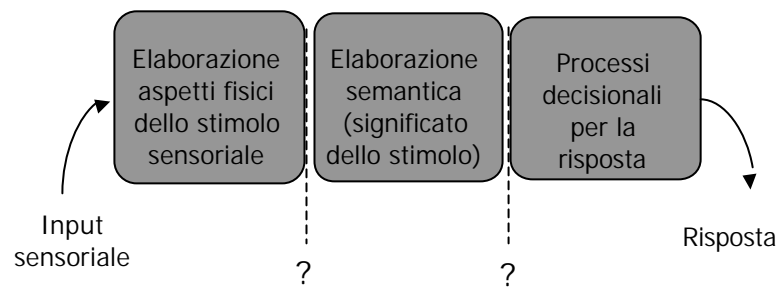 Elaborazione
aspetti fisici
dello stimolo
sensoriale
Elaborazione
semantica
(significato
dello stimolo)
Processi
decisionali
per la
risposta
Input
sensoriale
Risposta
?
?